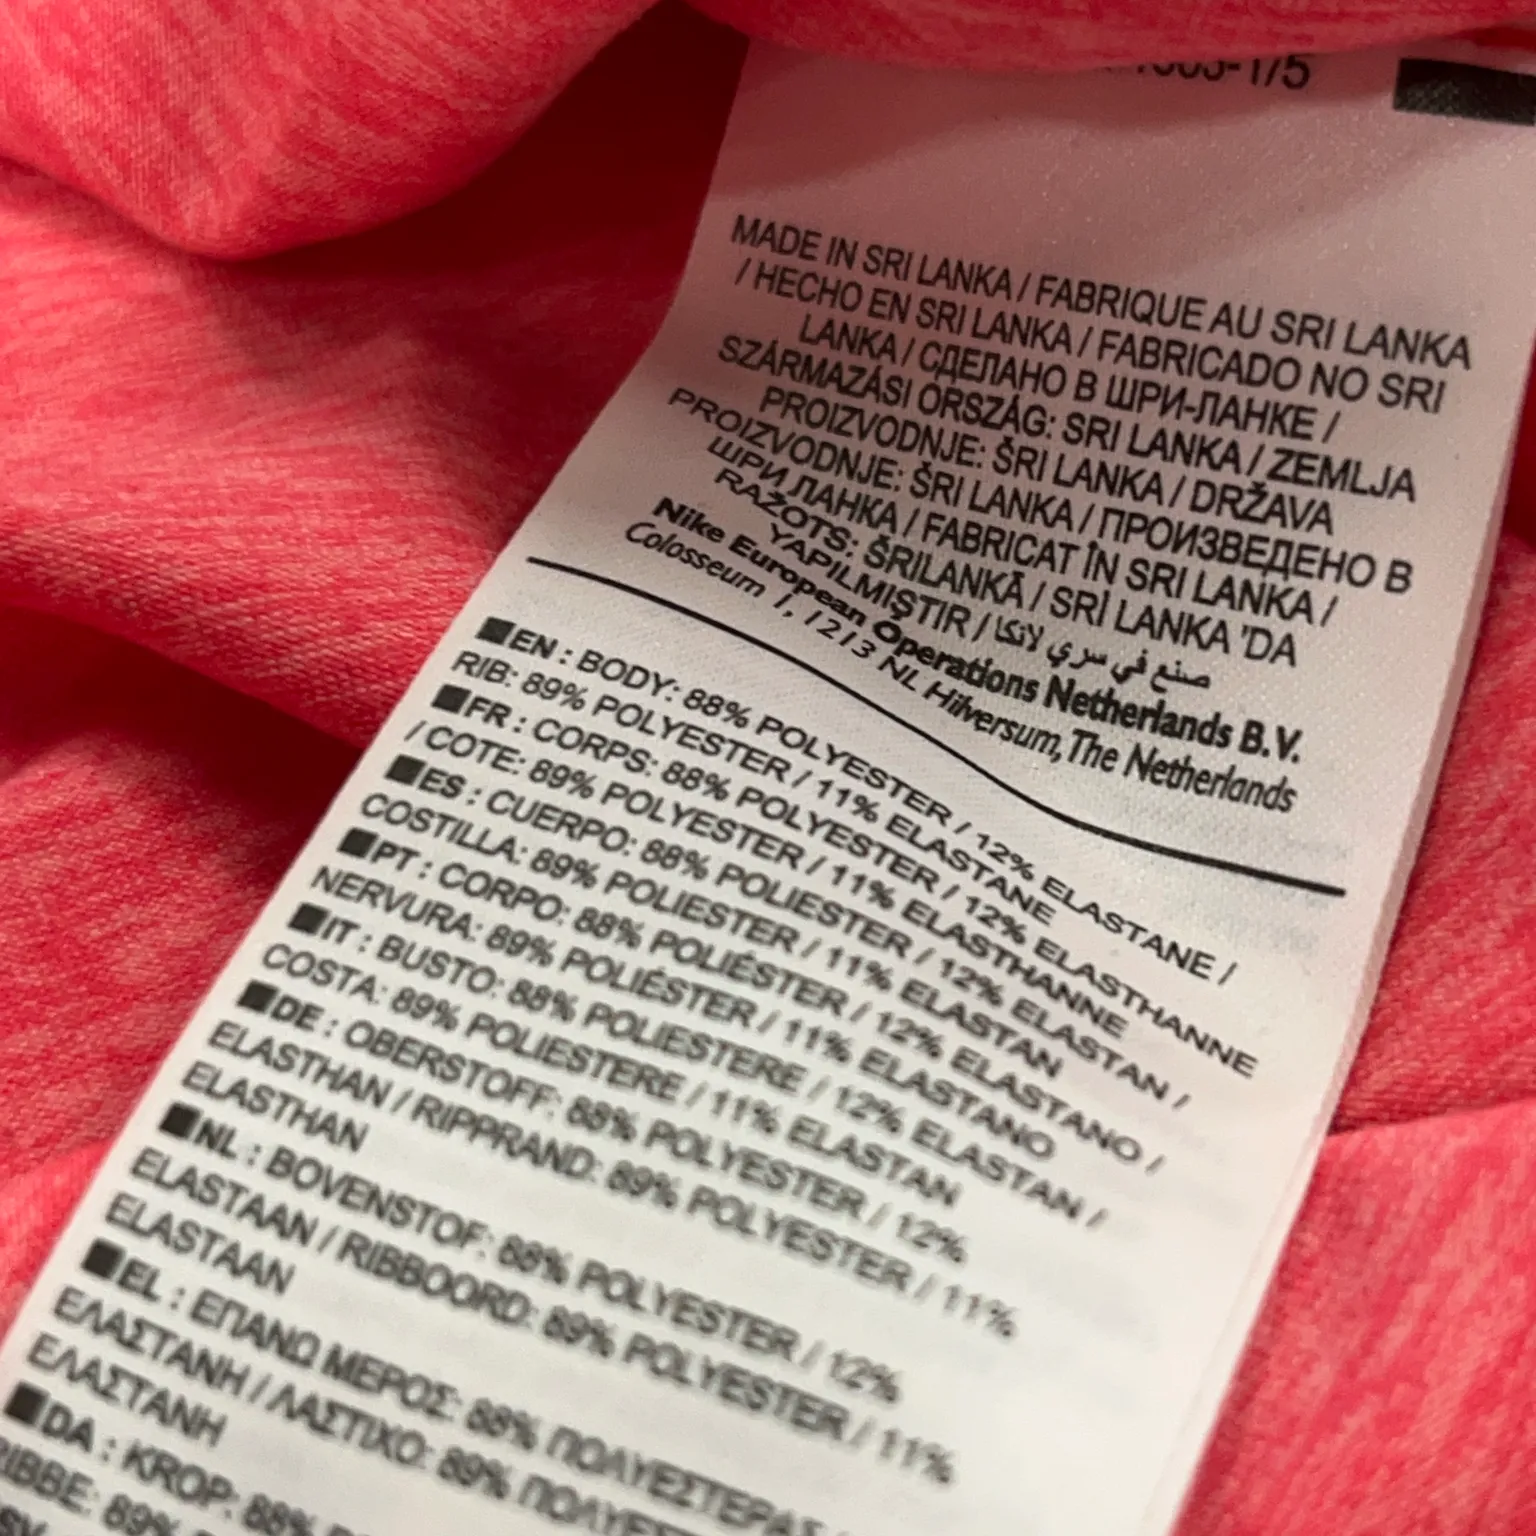 -1/5
MADE IN SRI LANKA / FABRIQUE AU SRI LANKA
/ HECHO EN SRI LANKA / FABRICADO NO SRI
LANKA / СДЕЛАНО В ШРИ-ЛАНКЕ /
SZÁRMAZÁSI ORSZÁG: SRI LANKA / ZEMLJA
PROIZVODNJE: ŠRI LANKA / DRŽAVA
PROIZVODNJE: ŠRI LANKA / ПРОИЗВЕДЕНО В
ШРИ ЛАНКА / FABRICAT ÎN SRI LANKA /
RAŽOTS: ŠRILANKĀ / SRİ LANKA 'DA
YAPILMIŞTIR / صنع في سري لانكا
Nike European Operations Netherlands B.V.
Colosseum 1, 1213 NL Hilversum, The Netherlands
EN : BODY: 88% POLYESTER / 12% ELASTANE /
RIB: 89% POLYESTER / 11% ELASTANE
FR : CORPS: 88% POLYESTER / 12% ELASTHANNE
/ COTE: 89% POLYESTER / 11% ELASTHANNE
ES : CUERPO: 88% POLIESTER / 12% ELASTAN /
COSTILLA: 89% POLIESTER / 11% ELASTAN
PT : CORPO: 88% POLIÉSTER / 12% ELASTANO /
NERVURA: 89% POLIÉSTER / 11% ELASTANO
IT : BUSTO: 88% POLIESTERE / 12% ELASTAN /
COSTA: 89% POLIESTERE / 11% ELASTAN
DE : OBERSTOFF: 88% POLYESTER / 12%
ELASTHAN / RIPPRAND: 89% POLYESTER / 11%
ELASTHAN
NL : BOVENSTOF: 88% POLYESTER / 12%
ELASTAAN / RIBBOORD: 89% POLYESTER / 11%
ELASTAAN
EL : ΕΠΑΝΩ ΜΕΡΟΣ: 88% ΠΟΛΥΕΣΤΕΡΑΣ
ΕΛΑΣΤΑΝΗ / ΛΑΣΤΙΧΟ: 89%
ΕΛΑΣΤΑΝΗ
DA : KROP: 88%
RIBBE: 89%